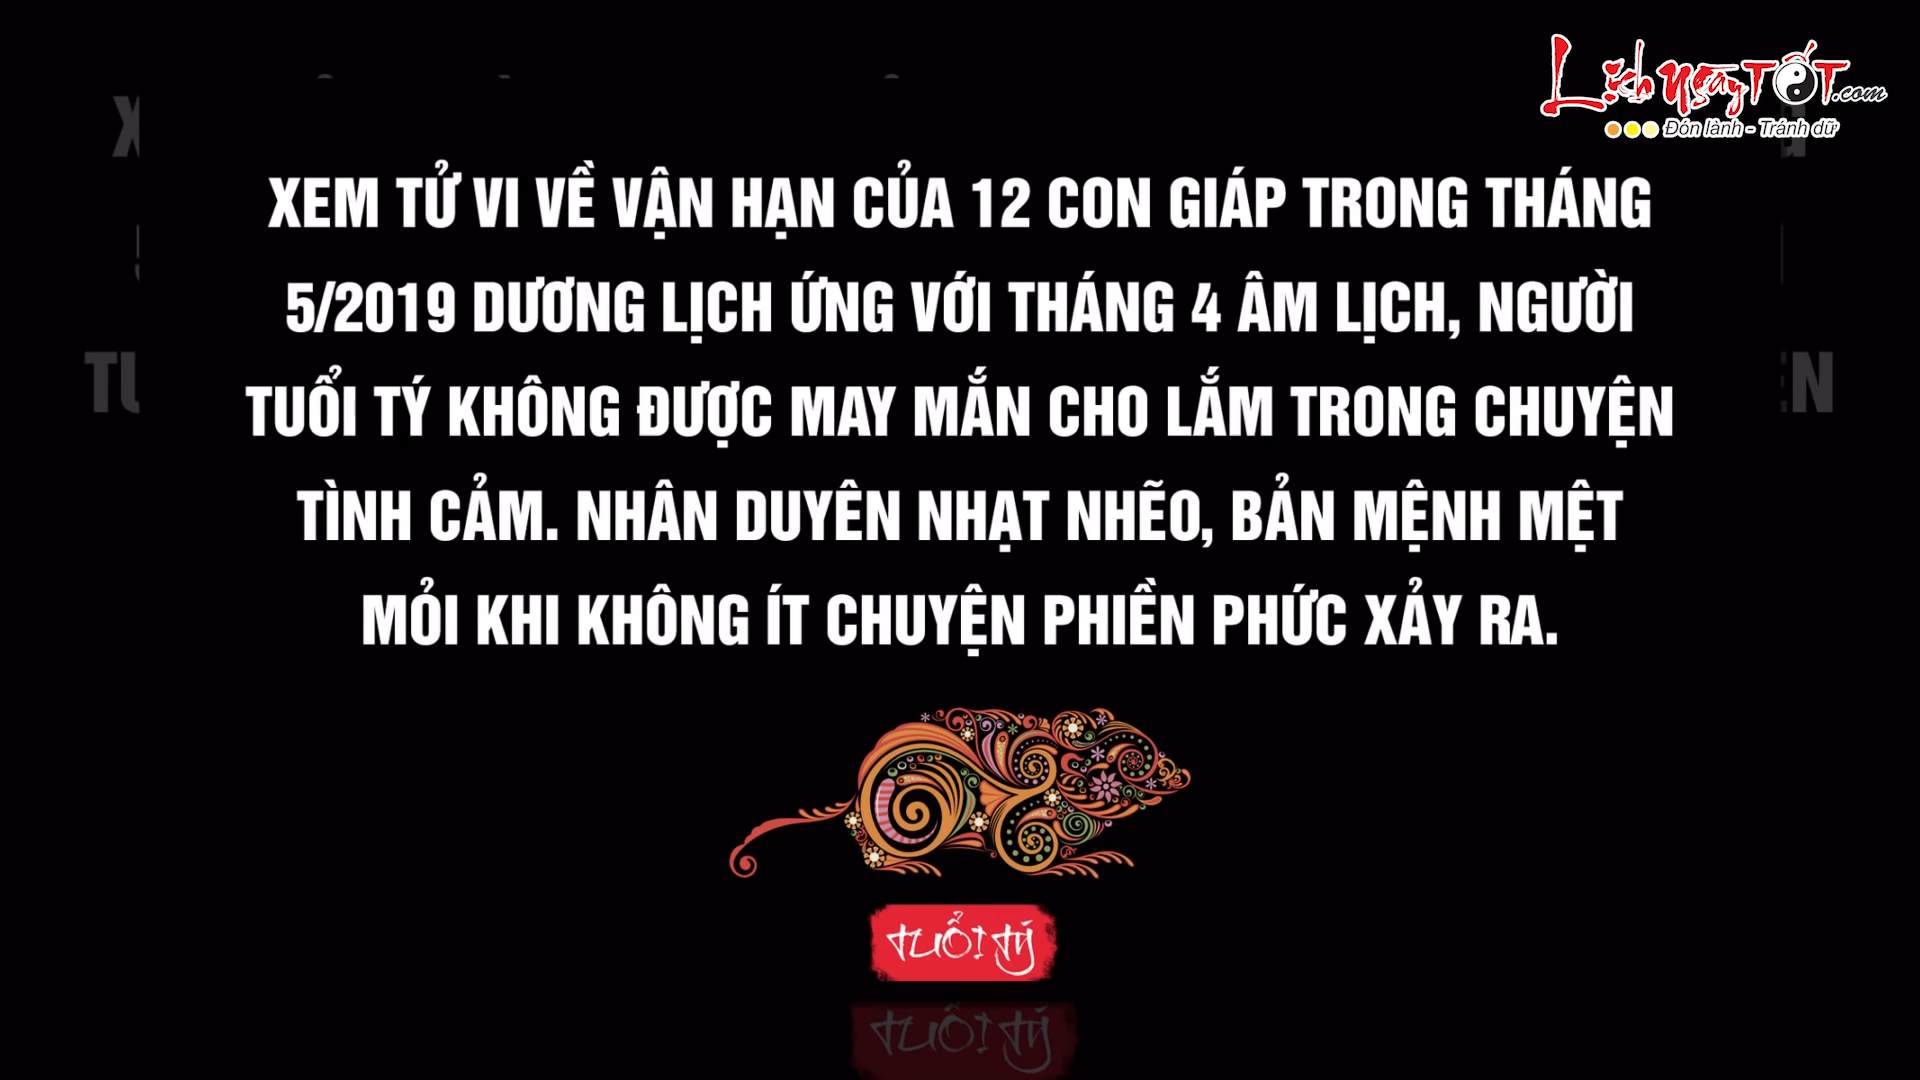 Lịch Ngày TỐT.com
Đón lành - Tránh dữ
XEM TỬ VI VỀ VẬN HẠN CỦA 12 CON GIÁP TRONG THÁNG
5/2019 DƯƠNG LỊCH ỨNG VỚI THÁNG 4 ÂM LỊCH, NGƯỜI
TUỔI TÝ KHÔNG ĐƯỢC MAY MẮN CHO LẮM TRONG CHUYỆN
TÌNH CẢM. NHÂN DUYÊN NHẠT NHẼO, BẢN MỆNH MỆT
MỎI KHI KHÔNG ÍT CHUYỆN PHIỀN PHỨC XẢY RA.
TUỔI TÝ
TUỔI TÝ